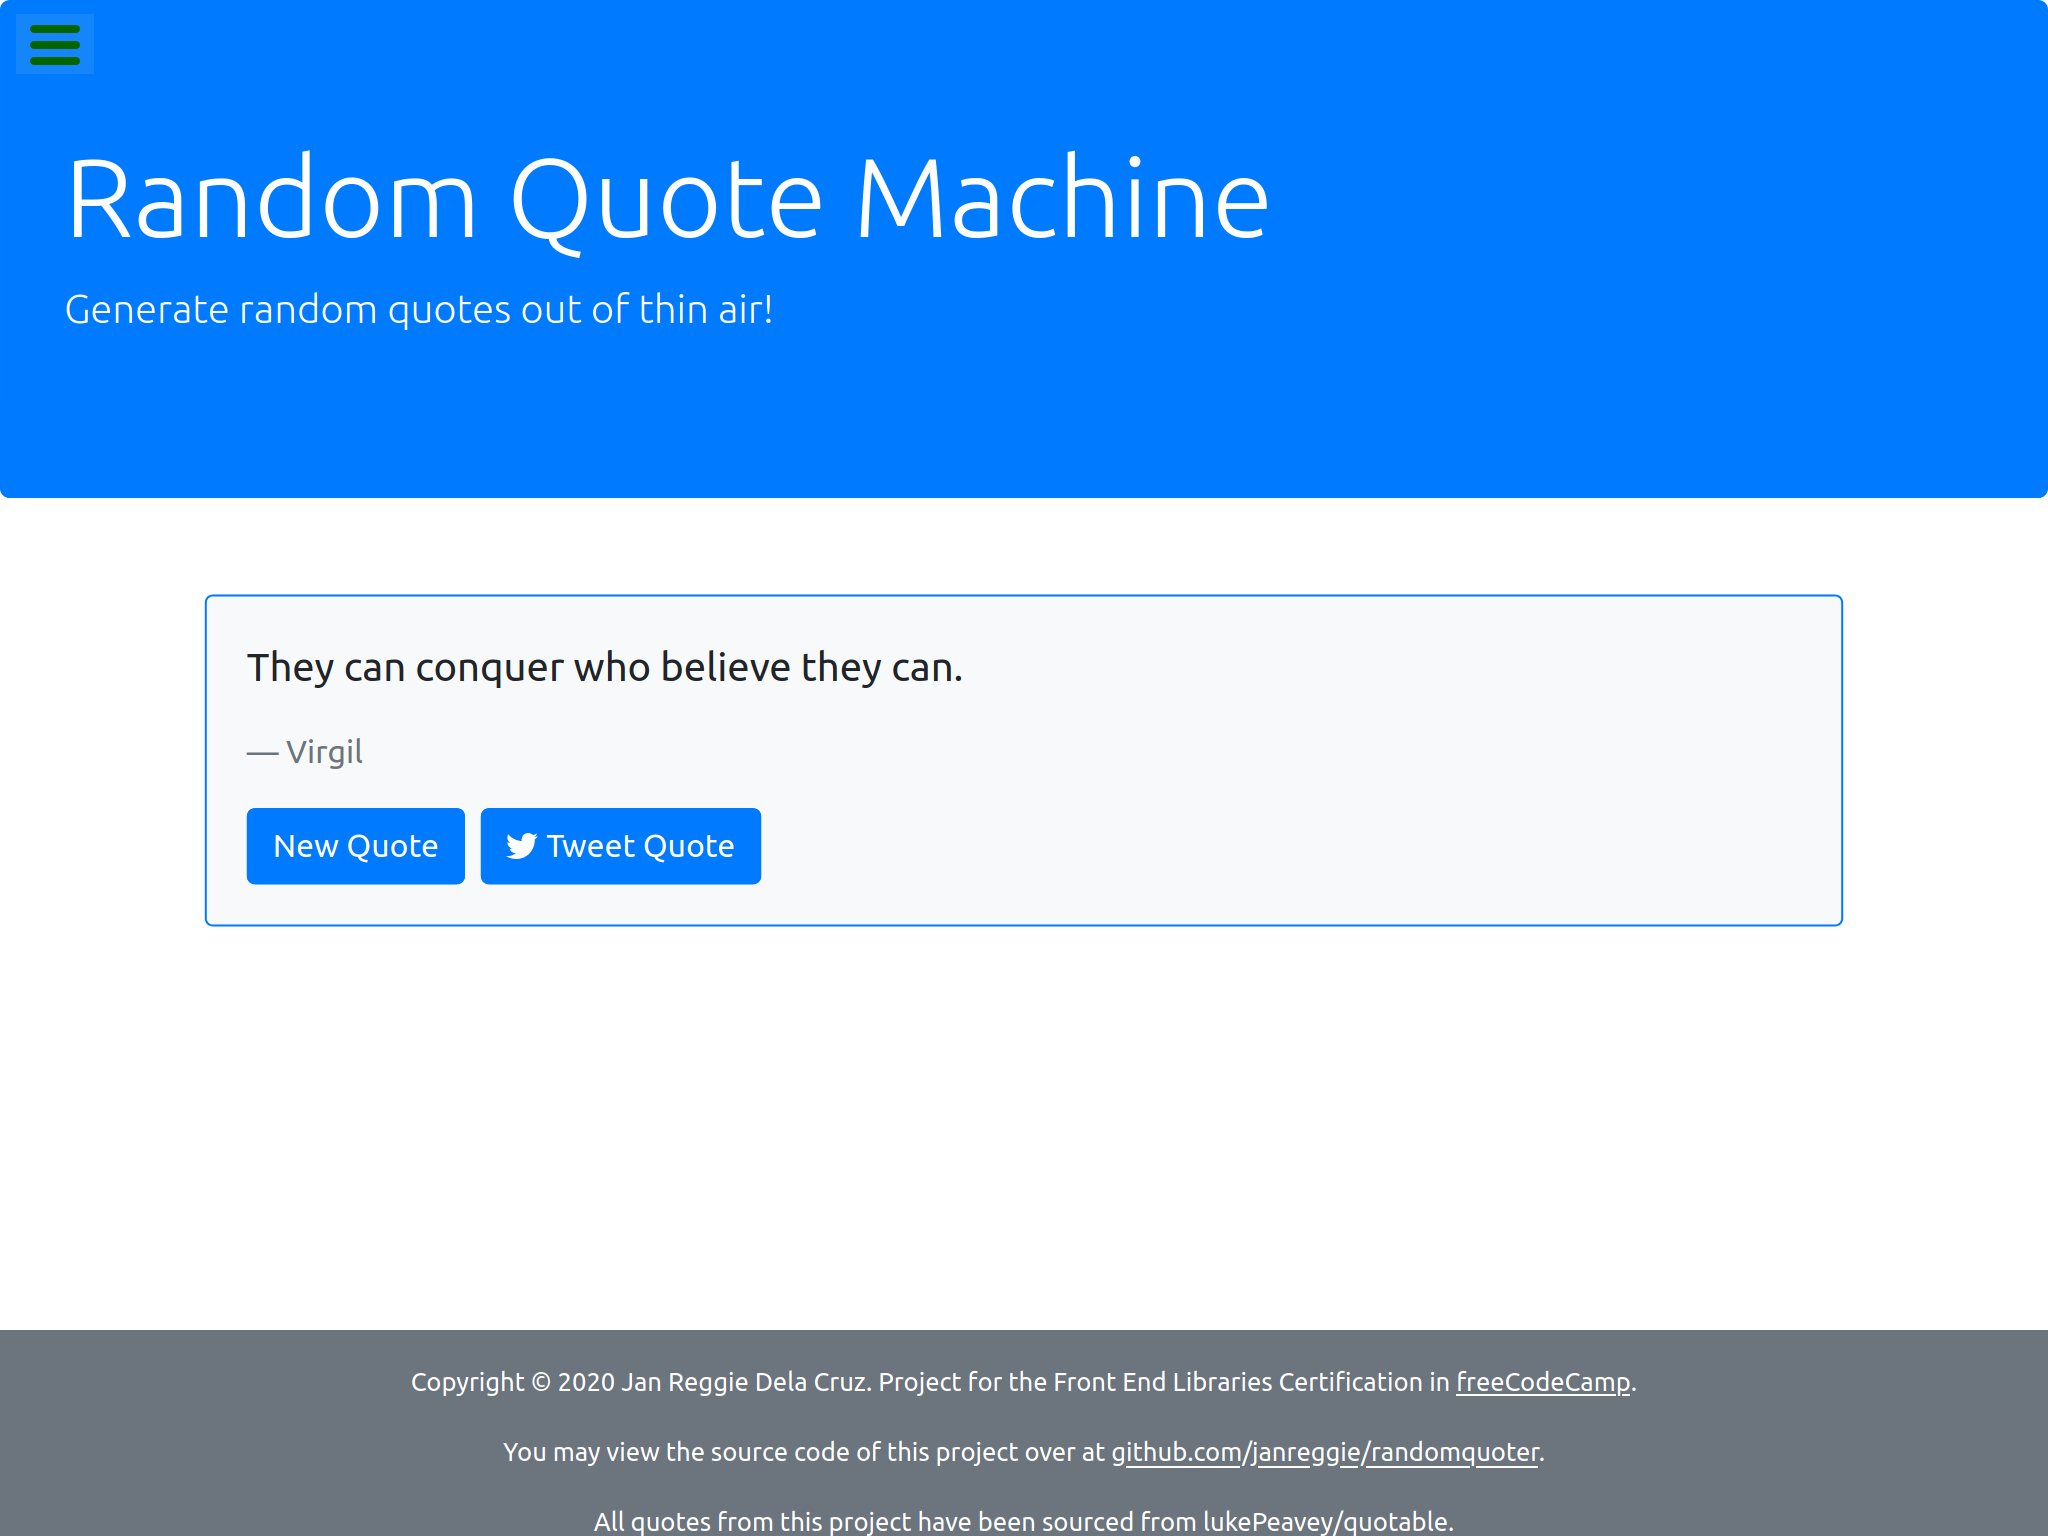 Random Quote Machine
Generate random quotes out of thin air!
They can conquer who believe they can.
— Virgil
New Quote
Tweet Quote
Copyright © 2020 Jan Reggie Dela Cruz. Project for the Front End Libraries Certification in freeCodeCamp.
You may view the source code of this project over at github.com/janreggie/randomquoter.
All quotes from this project have been sourced from lukePeavey/quotable.